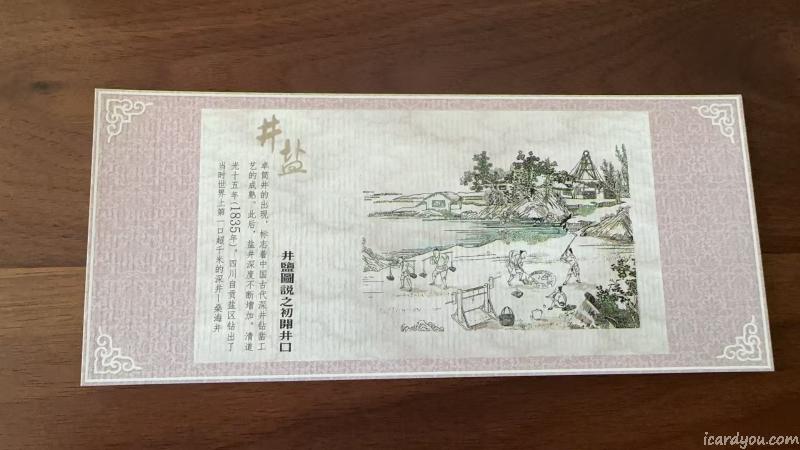 井盐
井鹽圖説之初開井口
卓筒井的出现，标志着中国古代深井钻凿工
艺的成熟。此后，盐井深度不断增加。清道
光十五年(1835年)，四川自贡盐区钻出了
当时世界上第一口超千米的深井—燊海井
icardyou.com